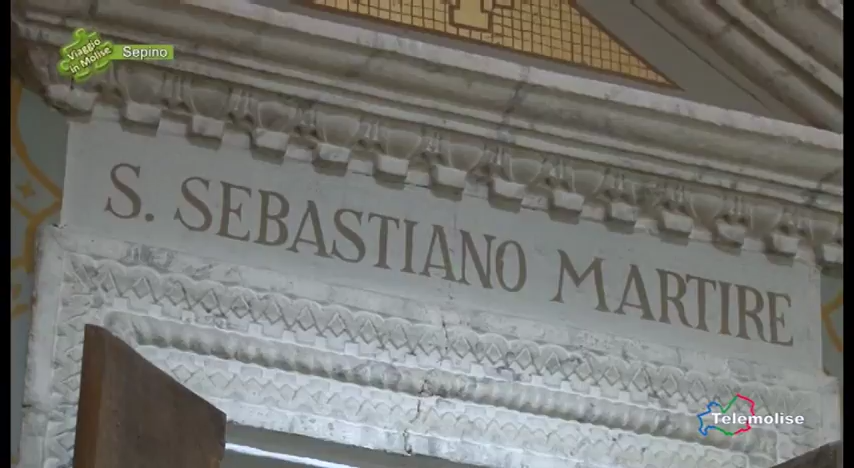 Viaggio
in Molise
Sepino
S. SEBASTIANO MARTIRE
Telemolise